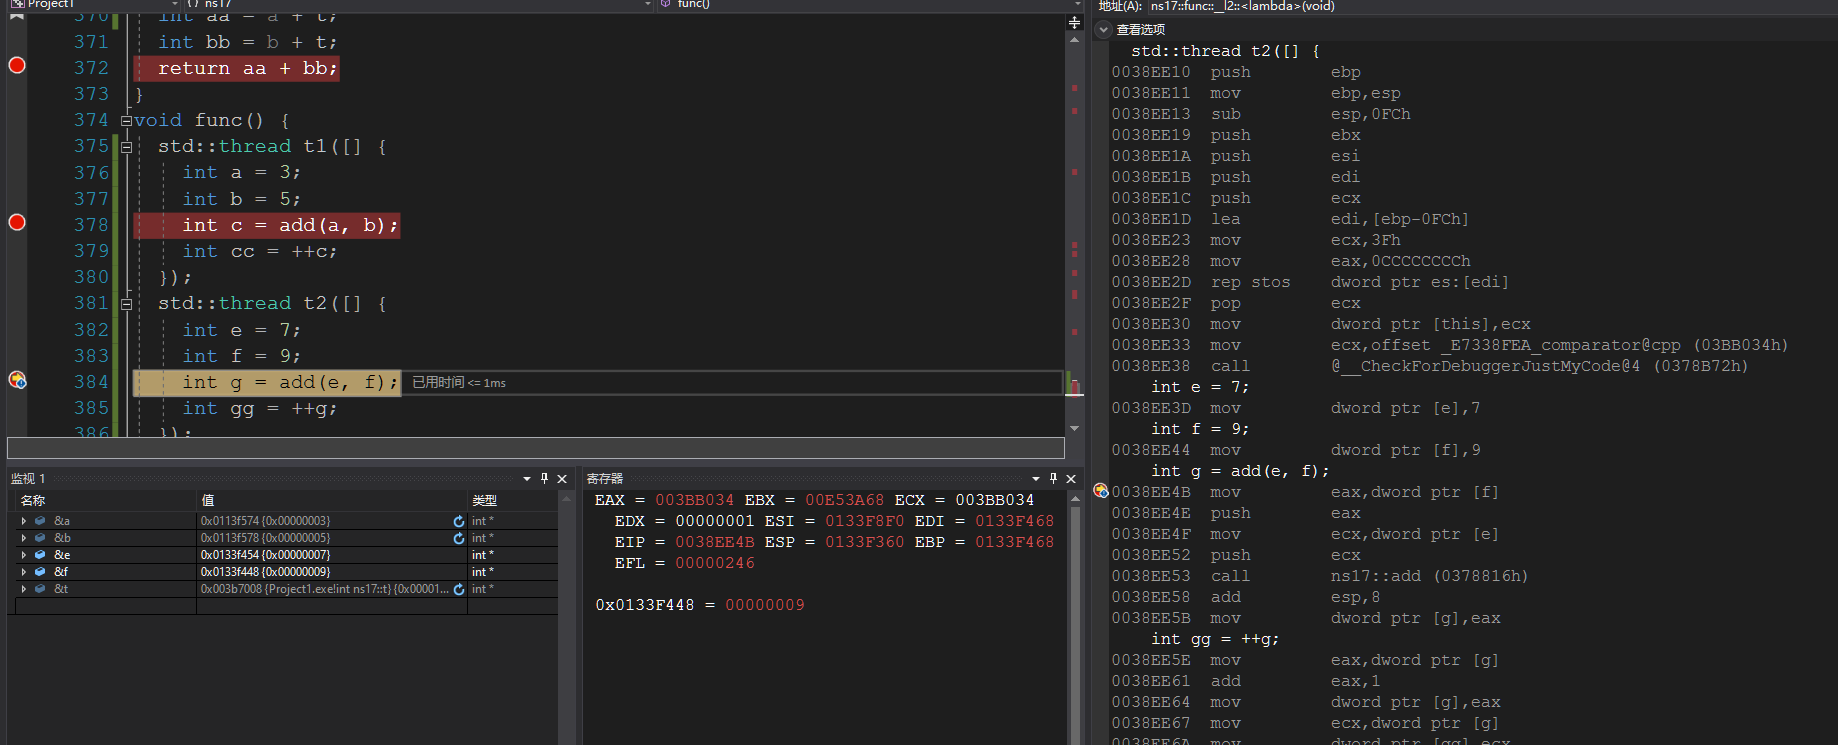 Project1
ns17
func()
370 int aa = a + t;
371 int bb = b + t;
372 return aa + bb;
373 }
374 void func() {
375 std::thread t1([] {
376 int a = 3;
377 int b = 5;
378 int c = add(a, b);
379 int cc = ++c;
380 });
381 std::thread t2([] {
382 int e = 7;
383 int f = 9;
384 int g = add(e, f); 已用时间 <= 1ms
385 int gg = ++g;
386 });
监视 1
名称 值 类型
&a 0x0113f574 {0x00000003} int *
&b 0x0113f578 {0x00000005} int *
&e 0x0133f454 {0x00000007} int *
&f 0x0133f448 {0x00000009} int *
&t 0x003b7008 {Project1.exe!int ns17::t} {0x00001... int *
寄存器
EAX = 003BB034 EBX = 00E53A68 ECX = 003BB034
EDX = 00000001 ESI = 0133F8F0 EDI = 0133F468
EIP = 0038EE4B ESP = 0133F360 EBP = 0133F468
EFL = 00000246
0x0133F448 = 00000009
地址(A): ns17::func::__l2::<lambda>(void)
查看选项
std::thread t2([] {
0038EE10 push ebp
0038EE11 mov ebp,esp
0038EE13 sub esp,0FCh
0038EE19 push ebx
0038EE1A push esi
0038EE1B push edi
0038EE1C push ecx
0038EE1D lea edi,[ebp-0FCh]
0038EE23 mov ecx,3Fh
0038EE28 mov eax,0CCCCCCCCh
0038EE2D rep stos dword ptr es:[edi]
0038EE2F pop ecx
0038EE30 mov dword ptr [this],ecx
0038EE33 mov ecx,offset _E7338FEA_comparator@cpp (03BB034h)
0038EE38 call @__CheckForDebuggerJustMyCode@4 (0378B72h)
int e = 7;
0038EE3D mov dword ptr [e],7
int f = 9;
0038EE44 mov dword ptr [f],9
int g = add(e, f);
0038EE4B mov eax,dword ptr [f]
0038EE4E push eax
0038EE4F mov ecx,dword ptr [e]
0038EE52 push ecx
0038EE53 call ns17::add (0378816h)
0038EE58 add esp,8
0038EE5B mov dword ptr [g],eax
int gg = ++g;
0038EE5E mov eax,dword ptr [g]
0038EE61 add eax,1
0038EE64 mov dword ptr [g],eax
0038EE67 mov ecx,dword ptr [g]
0038EE6A mov dword ptr [gg],ecx